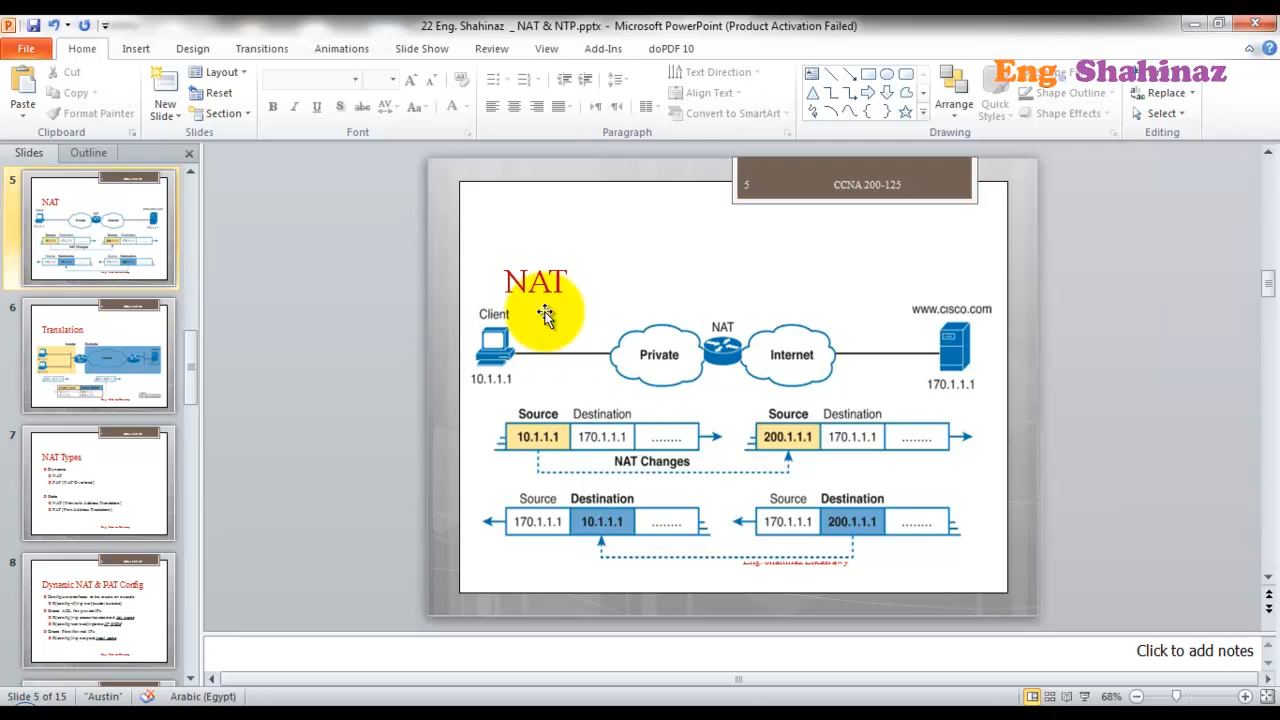 22 Eng. Shahinaz _ NAT & NTP.pptx - Microsoft PowerPoint (Product Activation Failed)
File Home Insert Design Transitions Animations Slide Show Review View Add-Ins doPDF 10
Eng. Shahinaz
Paste Cut Copy Format Painter
New Slide Layout Reset Section
Text Direction Align Text Convert to SmartArt
Arrange Quick Styles Shape Outline Shape Effects
Replace Select
Clipboard Slides Font Paragraph Drawing Editing
Slides Outline
5
NAT
6
Translation
7
NAT Types
8
Dynamic NAT & PAT Config
5 CCNA 200-125
NAT
Client NAT www.cisco.com
Private Internet
10.1.1.1 170.1.1.1
Source Destination Source Destination
10.1.1.1 170.1.1.1 ........ 200.1.1.1 170.1.1.1 ........
NAT Changes
Source Destination Source Destination
170.1.1.1 10.1.1.1 ........ 170.1.1.1 200.1.1.1 ........
Click to add notes
Slide 5 of 15 "Austin" Arabic (Egypt) 68%